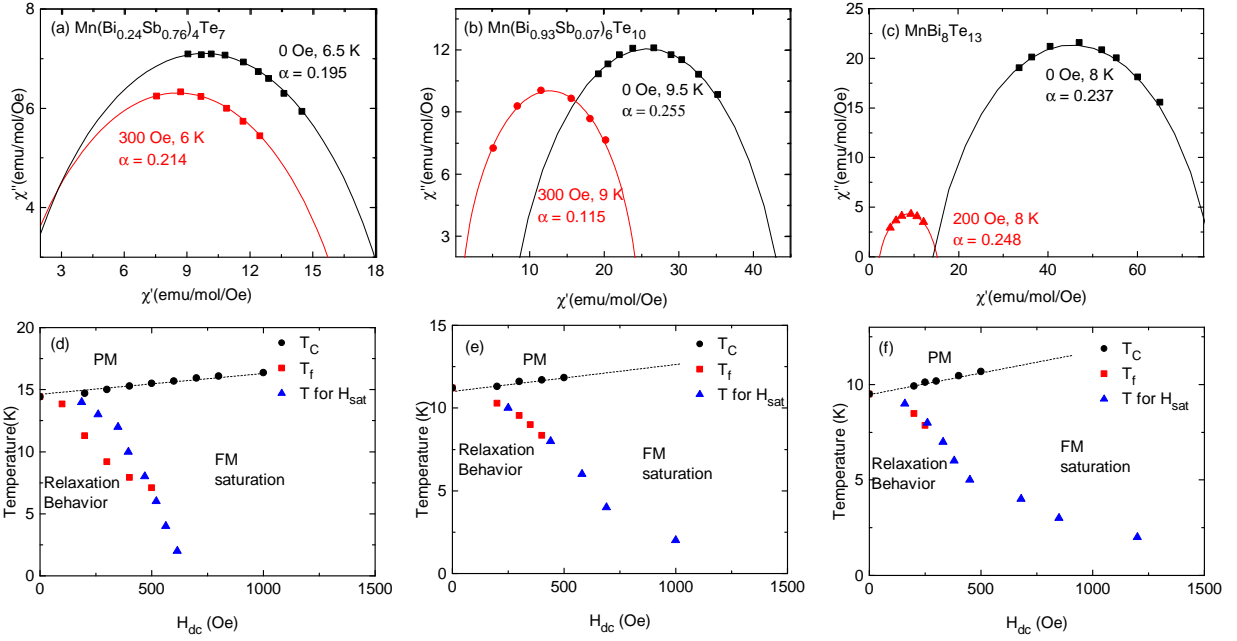 (a) Mn(Bi0.24Sb0.76)4Te7
0 Oe, 6.5 K
α = 0.195
300 Oe, 6 K
α = 0.214
χ''(emu/mol/Oe)
8
6
4
3
6
9
12
15
18
χ'(emu/mol/Oe)
(b) Mn(Bi0.93Sb0.07)6Te10
0 Oe, 9.5 K
α = 0.255
300 Oe, 9 K
α = 0.115
χ''(emu/mol/Oe)
12
10
8
6
4
2
0
10
20
30
40
χ'(emu/mol/Oe)
(c) MnBi8Te13
0 Oe, 8 K
α = 0.237
200 Oe, 8 K
α = 0.248
χ''(emu/mol/Oe)
25
20
15
10
5
0
0
20
40
60
χ'(emu/mol/Oe)
(d)
PM
TC
Tf
T for Hsat
Relaxation
Behavior
FM
saturation
Temperature(K)
20
15
10
5
0
0
500
1000
1500
Hdc (Oe)
(e)
PM
TC
Tf
T for Hsat
Relaxation
Behavior
FM
saturation
Temperature (K)
15
10
5
0
0
500
1000
1500
Hdc (Oe)
(f)
PM
TC
Tf
T for Hsat
Relaxation
Behavior
FM
saturation
Temperature (K)
15
10
5
0
0
500
1000
1500
Hdc (Oe)